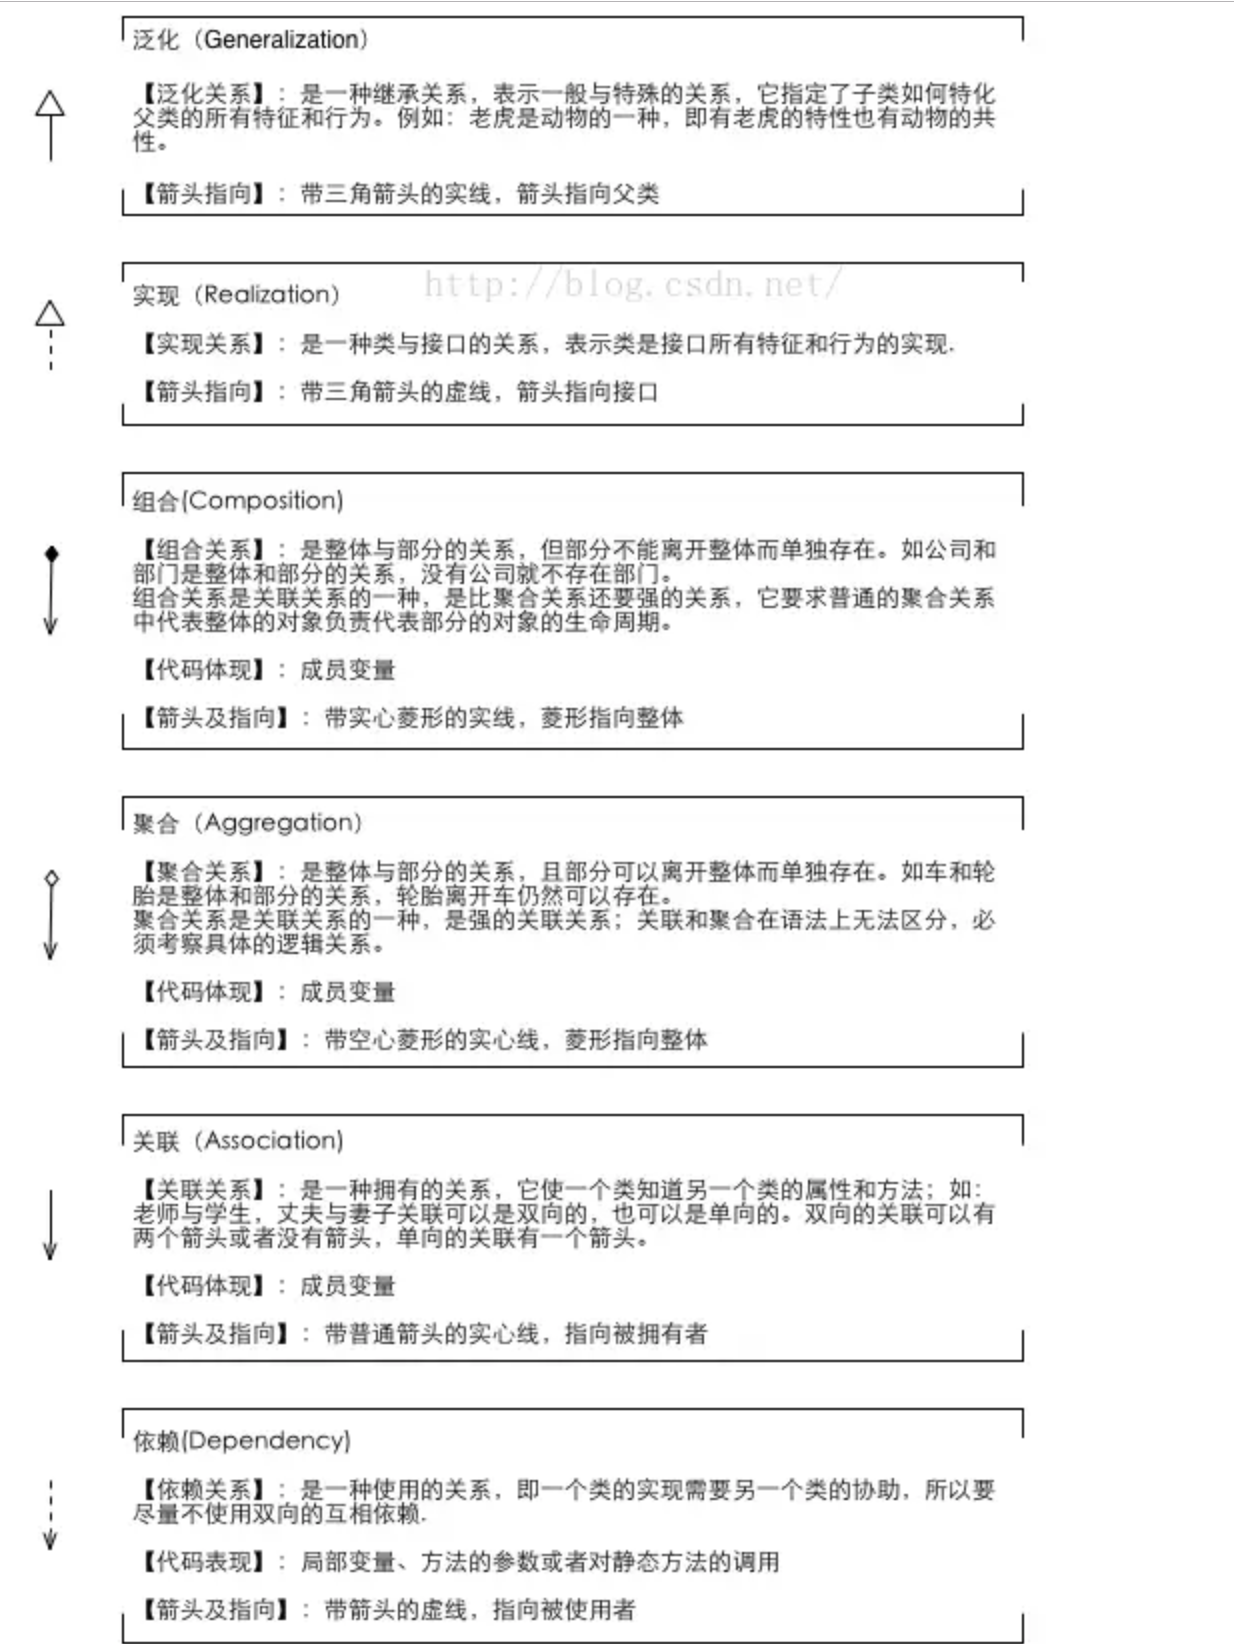 泛化（Generalization）
【泛化关系】：是一种继承关系，表示一般与特殊的关系，它指定了子类如何特化
父类的所有特征和行为。例如：老虎是动物的一种，即有老虎的特性也有动物的共
性。
【箭头指向】：带三角箭头的实线，箭头指向父类
http://blog.csdn.net/
实现（Realization）
【实现关系】：是一种类与接口的关系，表示类是接口所有特征和行为的实现.
【箭头指向】：带三角箭头的虚线，箭头指向接口
组合(Composition)
【组合关系】：是整体与部分的关系，但部分不能离开整体而单独存在。如公司和
部门是整体和部分的关系，没有公司就不存在部门。
组合关系是关联关系的一种，是比聚合关系还要强的关系，它要求普通的聚合关系
中代表整体的对象负责代表部分的对象的生命周期。
【代码体现】：成员变量
【箭头及指向】：带实心菱形的实线，菱形指向整体
聚合（Aggregation）
【聚合关系】：是整体与部分的关系，且部分可以离开整体而单独存在。如车和轮
胎是整体和部分的关系，轮胎离开车仍然可以存在。
聚合关系是关联关系的一种，是强的关联关系；关联和聚合在语法上无法区分，必
须考察具体的逻辑关系。
【代码体现】：成员变量
【箭头及指向】：带空心菱形的实心线，菱形指向整体
关联（Association)
【关联关系】：是一种拥有的关系，它使一个类知道另一个类的属性和方法；如：
老师与学生，丈夫与妻子关联可以是双向的，也可以是单向的。双向的关联可以有
两个箭头或者没有箭头，单向的关联有一个箭头。
【代码体现】：成员变量
【箭头及指向】：带普通箭头的实心线，指向被拥有者
依赖(Dependency)
【依赖关系】：是一种使用的关系，即一个类的实现需要另一个类的协助，所以要
尽量不使用双向的互相依赖.
【代码表现】：局部变量、方法的参数或者对静态方法的调用
【箭头及指向】：带箭头的虚线，指向被使用者